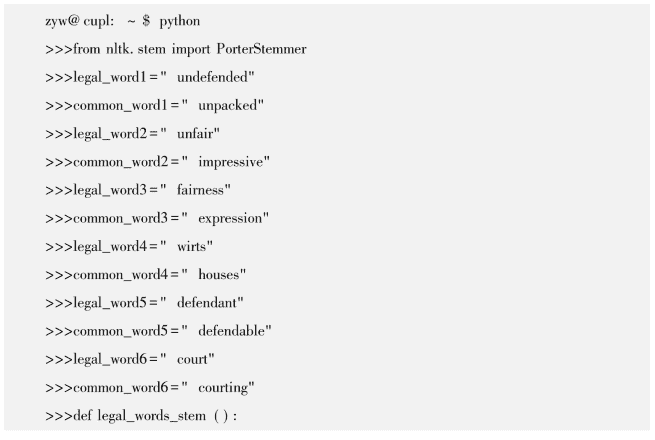 zyw@ cupl: ~ $ python
>>>from nltk. stem import PorterStemmer
>>>legal_word1=" undefended"
>>>common_word1=" unpacked"
>>>legal_word2=" unfair"
>>>common_word2=" impressive"
>>>legal_word3=" fairness"
>>>common_word3=" expression"
>>>legal_word4=" wirts"
>>>common_word4=" houses"
>>>legal_word5=" defendant"
>>>common_word5=" defendable"
>>>legal_word6=" court"
>>>common_word6=" courting"
>>>def legal_words_stem ( ) :